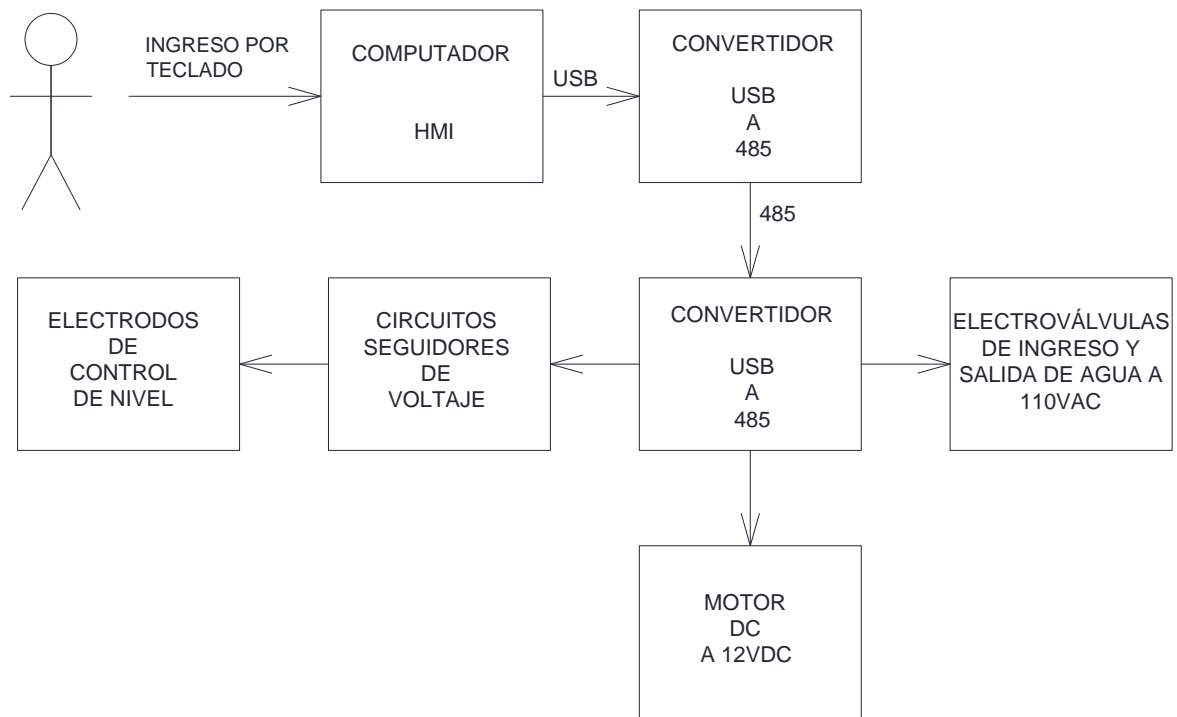 INGRESO POR
TECLADO
COMPUTADOR
HMI
USB
CONVERTIDOR
USB
A
485
485
ELECTRODOS
DE
CONTROL
DE NIVEL
CIRCUITOS
SEGUIDORES
DE
VOLTAJE
CONVERTIDOR
USB
A
485
ELECTROVÁLVULAS
DE INGRESO Y
SALIDA DE AGUA A
110VAC
MOTOR
DC
A 12VDC